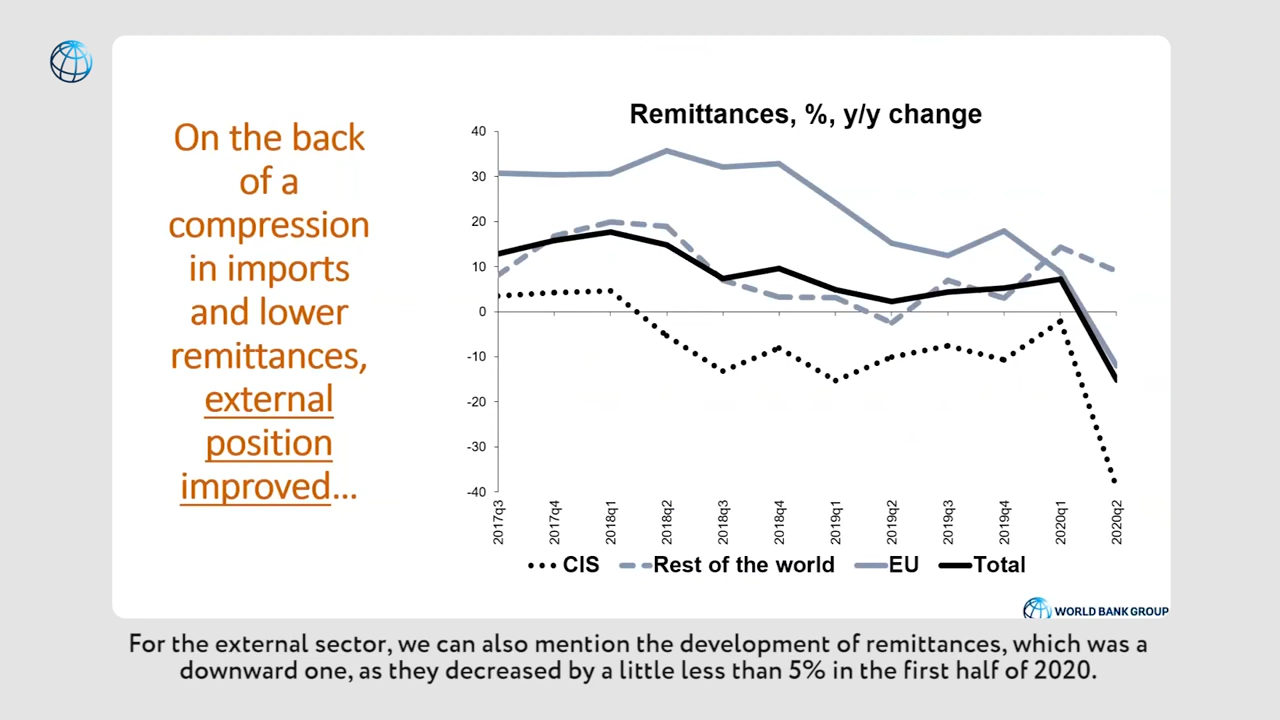 On the back
of a
compression
in imports
and lower
remittances,
external
position
improved...
Remittances, %, y/y change
40
30
20
10
0
-10
-20
-30
-40
2017q3
2017q4
2018q1
2018q2
2018q3
2018q4
2019q1
2019q2
2019q3
2019q4
2020q1
2020q2
CIS Rest of the world EU Total
WORLD BANK GROUP
For the external sector, we can also mention the development of remittances, which was a
downward one, as they decreased by a little less than 5% in the first half of 2020.